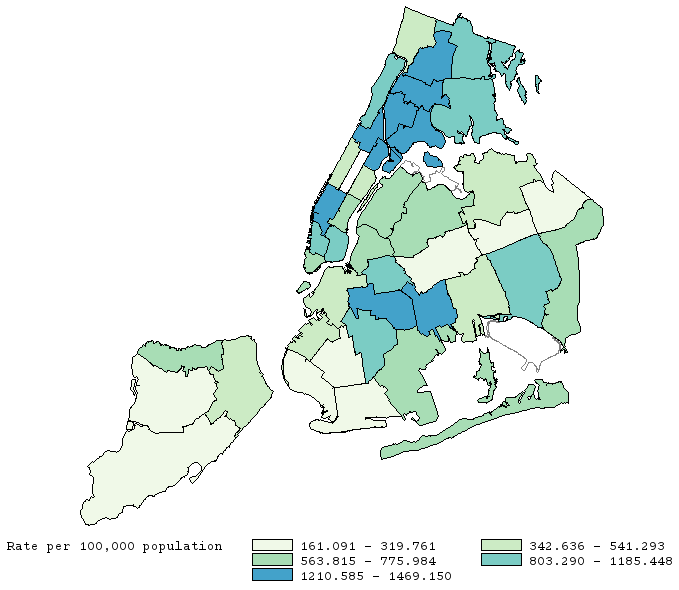 Rate per 100,000 population 161.091 - 319.761 342.636 - 541.293
563.815 - 775.984 803.290 - 1185.448
1210.585 - 1469.150